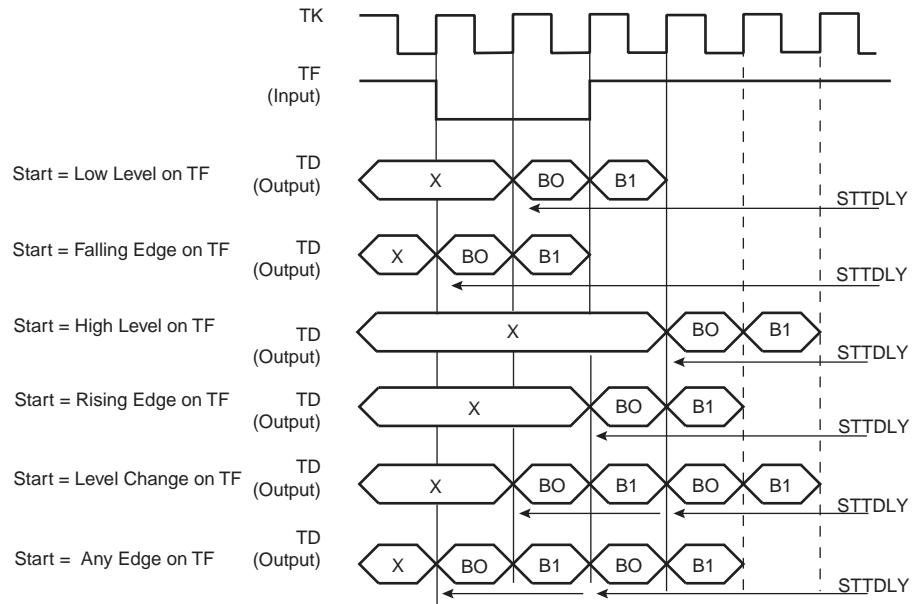 TK
TF
(Input)
Start = Low Level on TF
TD
(Output)
X
BO
B1
STTDLY
Start = Falling Edge on TF
TD
(Output)
X
BO
B1
STTDLY
Start = High Level on TF
TD
(Output)
X
BO
B1
STTDLY
Start = Rising Edge on TF
TD
(Output)
X
BO
B1
STTDLY
Start = Level Change on TF
TD
(Output)
X
BO
B1
BO
B1
STTDLY
Start = Any Edge on TF
TD
(Output)
X
BO
B1
BO
B1
STTDLY